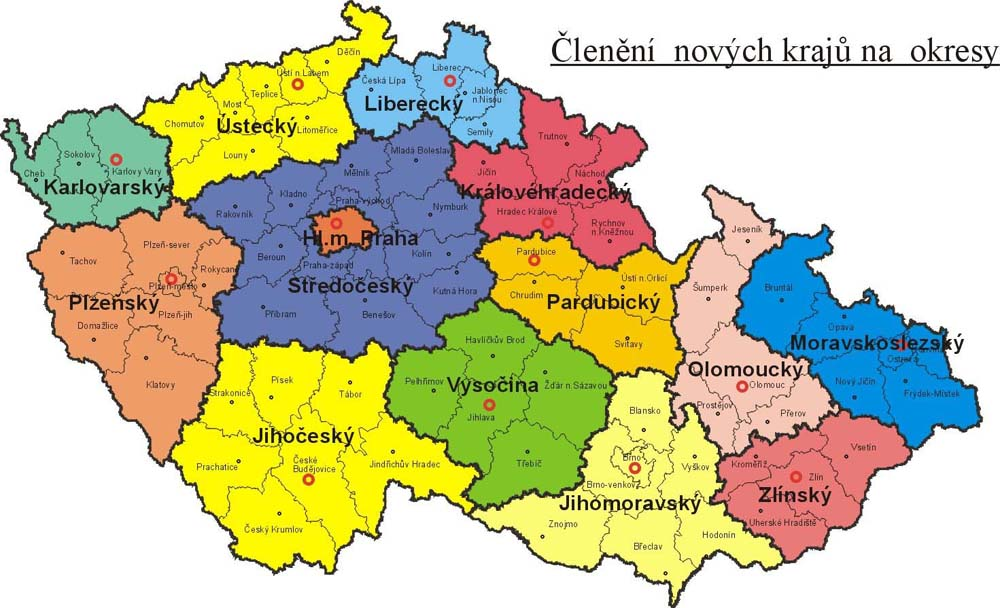 Členění nových krajů na okresy
Děčín
Ústí n.Labem
Teplice
Most
Chomutov
Ústecký
Litoměřice
Louny
Liberec
Česká Lípa
Liberecký
Jablonec
n.Nisou
Semily
Sokolov
Karlovy Vary
Cheb
Karlovarský
Mladá Boleslav
Mělník
Kladno
Praha-východ
Rakovník
Nymburk
Hl.m. Praha
Beroun
Praha-západ
Kolín
Středočeský
Kutná Hora
Příbram
Benešov
Trutnov
Jičín
Náchod
Královéhradecký
Hradec Králové
Rychnov
n.Kněžnou
Plzeň-sever
Tachov
Rokycany
Plzeň-město
Plzeňský
Plzeň-jih
Domažlice
Klatovy
Pardubice
Ústí n.Orlicí
Chrudim
Pardubický
Svitavy
Jeseník
Šumperk
Olomoucký
Olomouc
Prostějov
Přerov
Bruntál
Opava
Moravskoslezský
Ostrava
Nový Jičín
Frýdek-Místek
Havlíčkův Brod
Pelhřimov
Vysočina
Žďár n.Sázavou
Jihlava
Třebíč
Písek
Strakonice
Tábor
Jihočeský
Prachatice
České
Budějovice
Jindřichův Hradec
Český Krumlov
Blansko
Brno
Vyškov
Brno-venkov
Jihomoravský
Znojmo
Hodonín
Břeclav
Vsetín
Kroměříž
Zlín
Zlínský
Uherské Hradiště